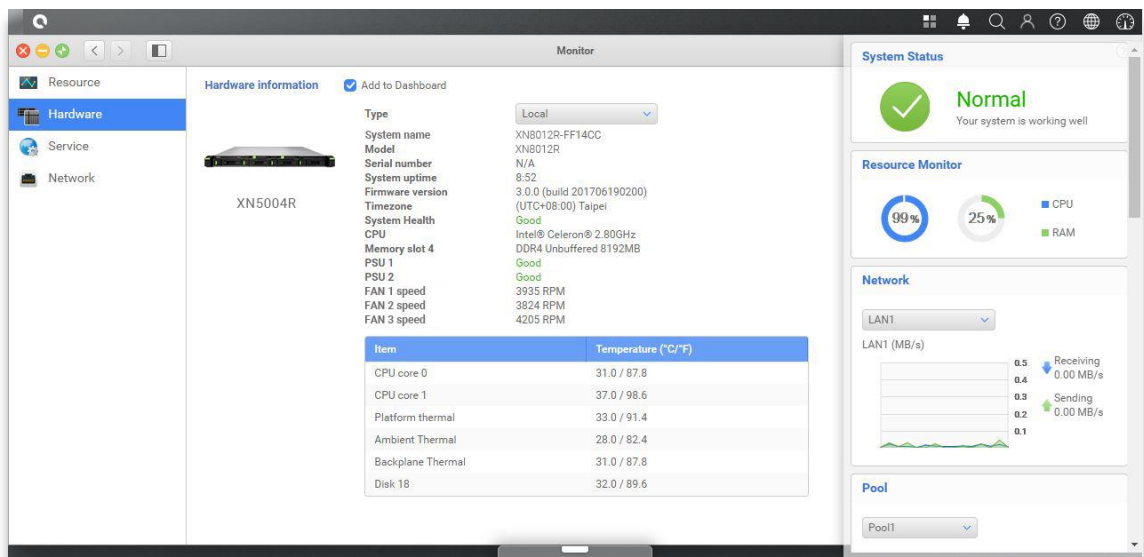 Monitor
Resource
Hardware
Service
Network
Hardware information
Add to Dashboard
XN5004R
Type Local
System name XN8012R-FF14CC
Model XN8012R
Serial number N/A
System uptime 8:52
Firmware version 3.0.0 (build 201706190200)
Timezone (UTC+08:00) Taipei
System Health Good
CPU Intel® Celeron® 2.80GHz
Memory slot 4 DDR4 Unbuffered 8192MB
PSU 1 Good
PSU 2 Good
FAN 1 speed 3935 RPM
FAN 2 speed 3824 RPM
FAN 3 speed 4205 RPM
Item Temperature (°C/°F)
CPU core 0 31.0 / 87.8
CPU core 1 37.0 / 98.6
Platform thermal 33.0 / 91.4
Ambient Thermal 28.0 / 82.4
Backplane Thermal 31.0 / 87.8
Disk 18 32.0 / 89.6
System Status
Normal
Your system is working well
Resource Monitor
99%
25%
CPU
RAM
Network
LAN1
LAN1 (MB/s)
0.5
0.4
0.3
0.2
0.1
Receiving
0.00 MB/s
Sending
0.00 MB/s
Pool
Pool1